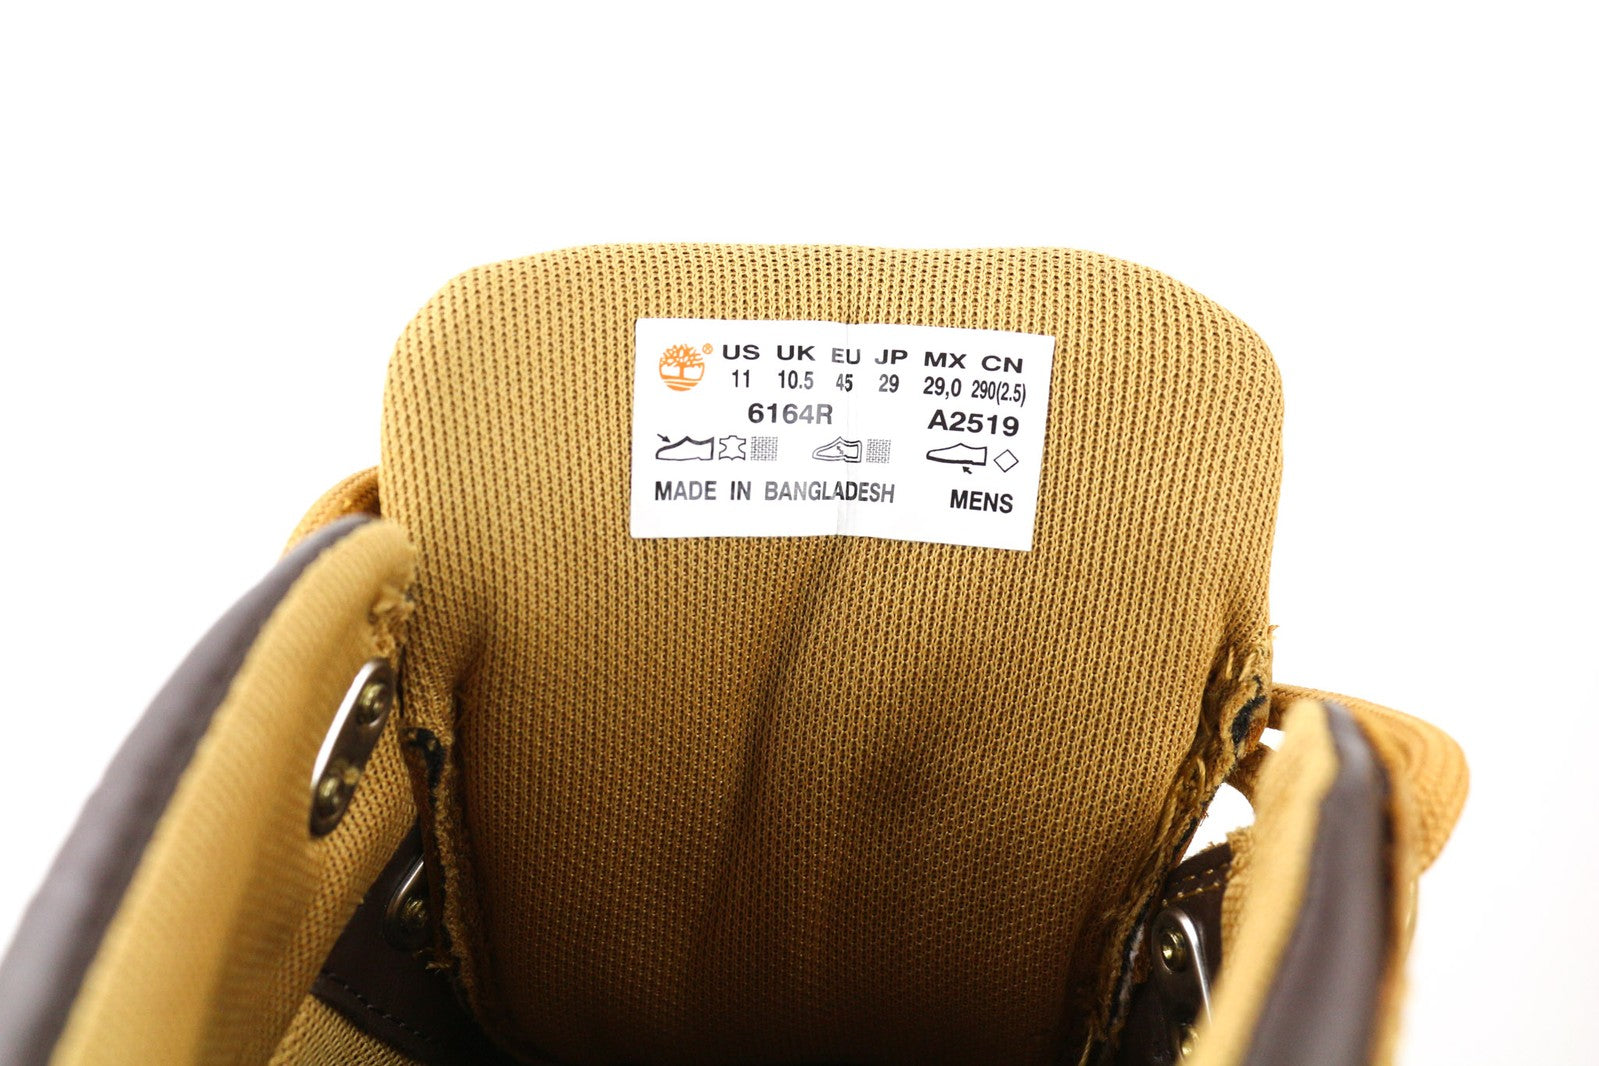 ® US UK EU JP MX CN
11 10.5 45 29 29,0 290(2.5)
6164R A2519
MADE IN BANGLADESH MENS